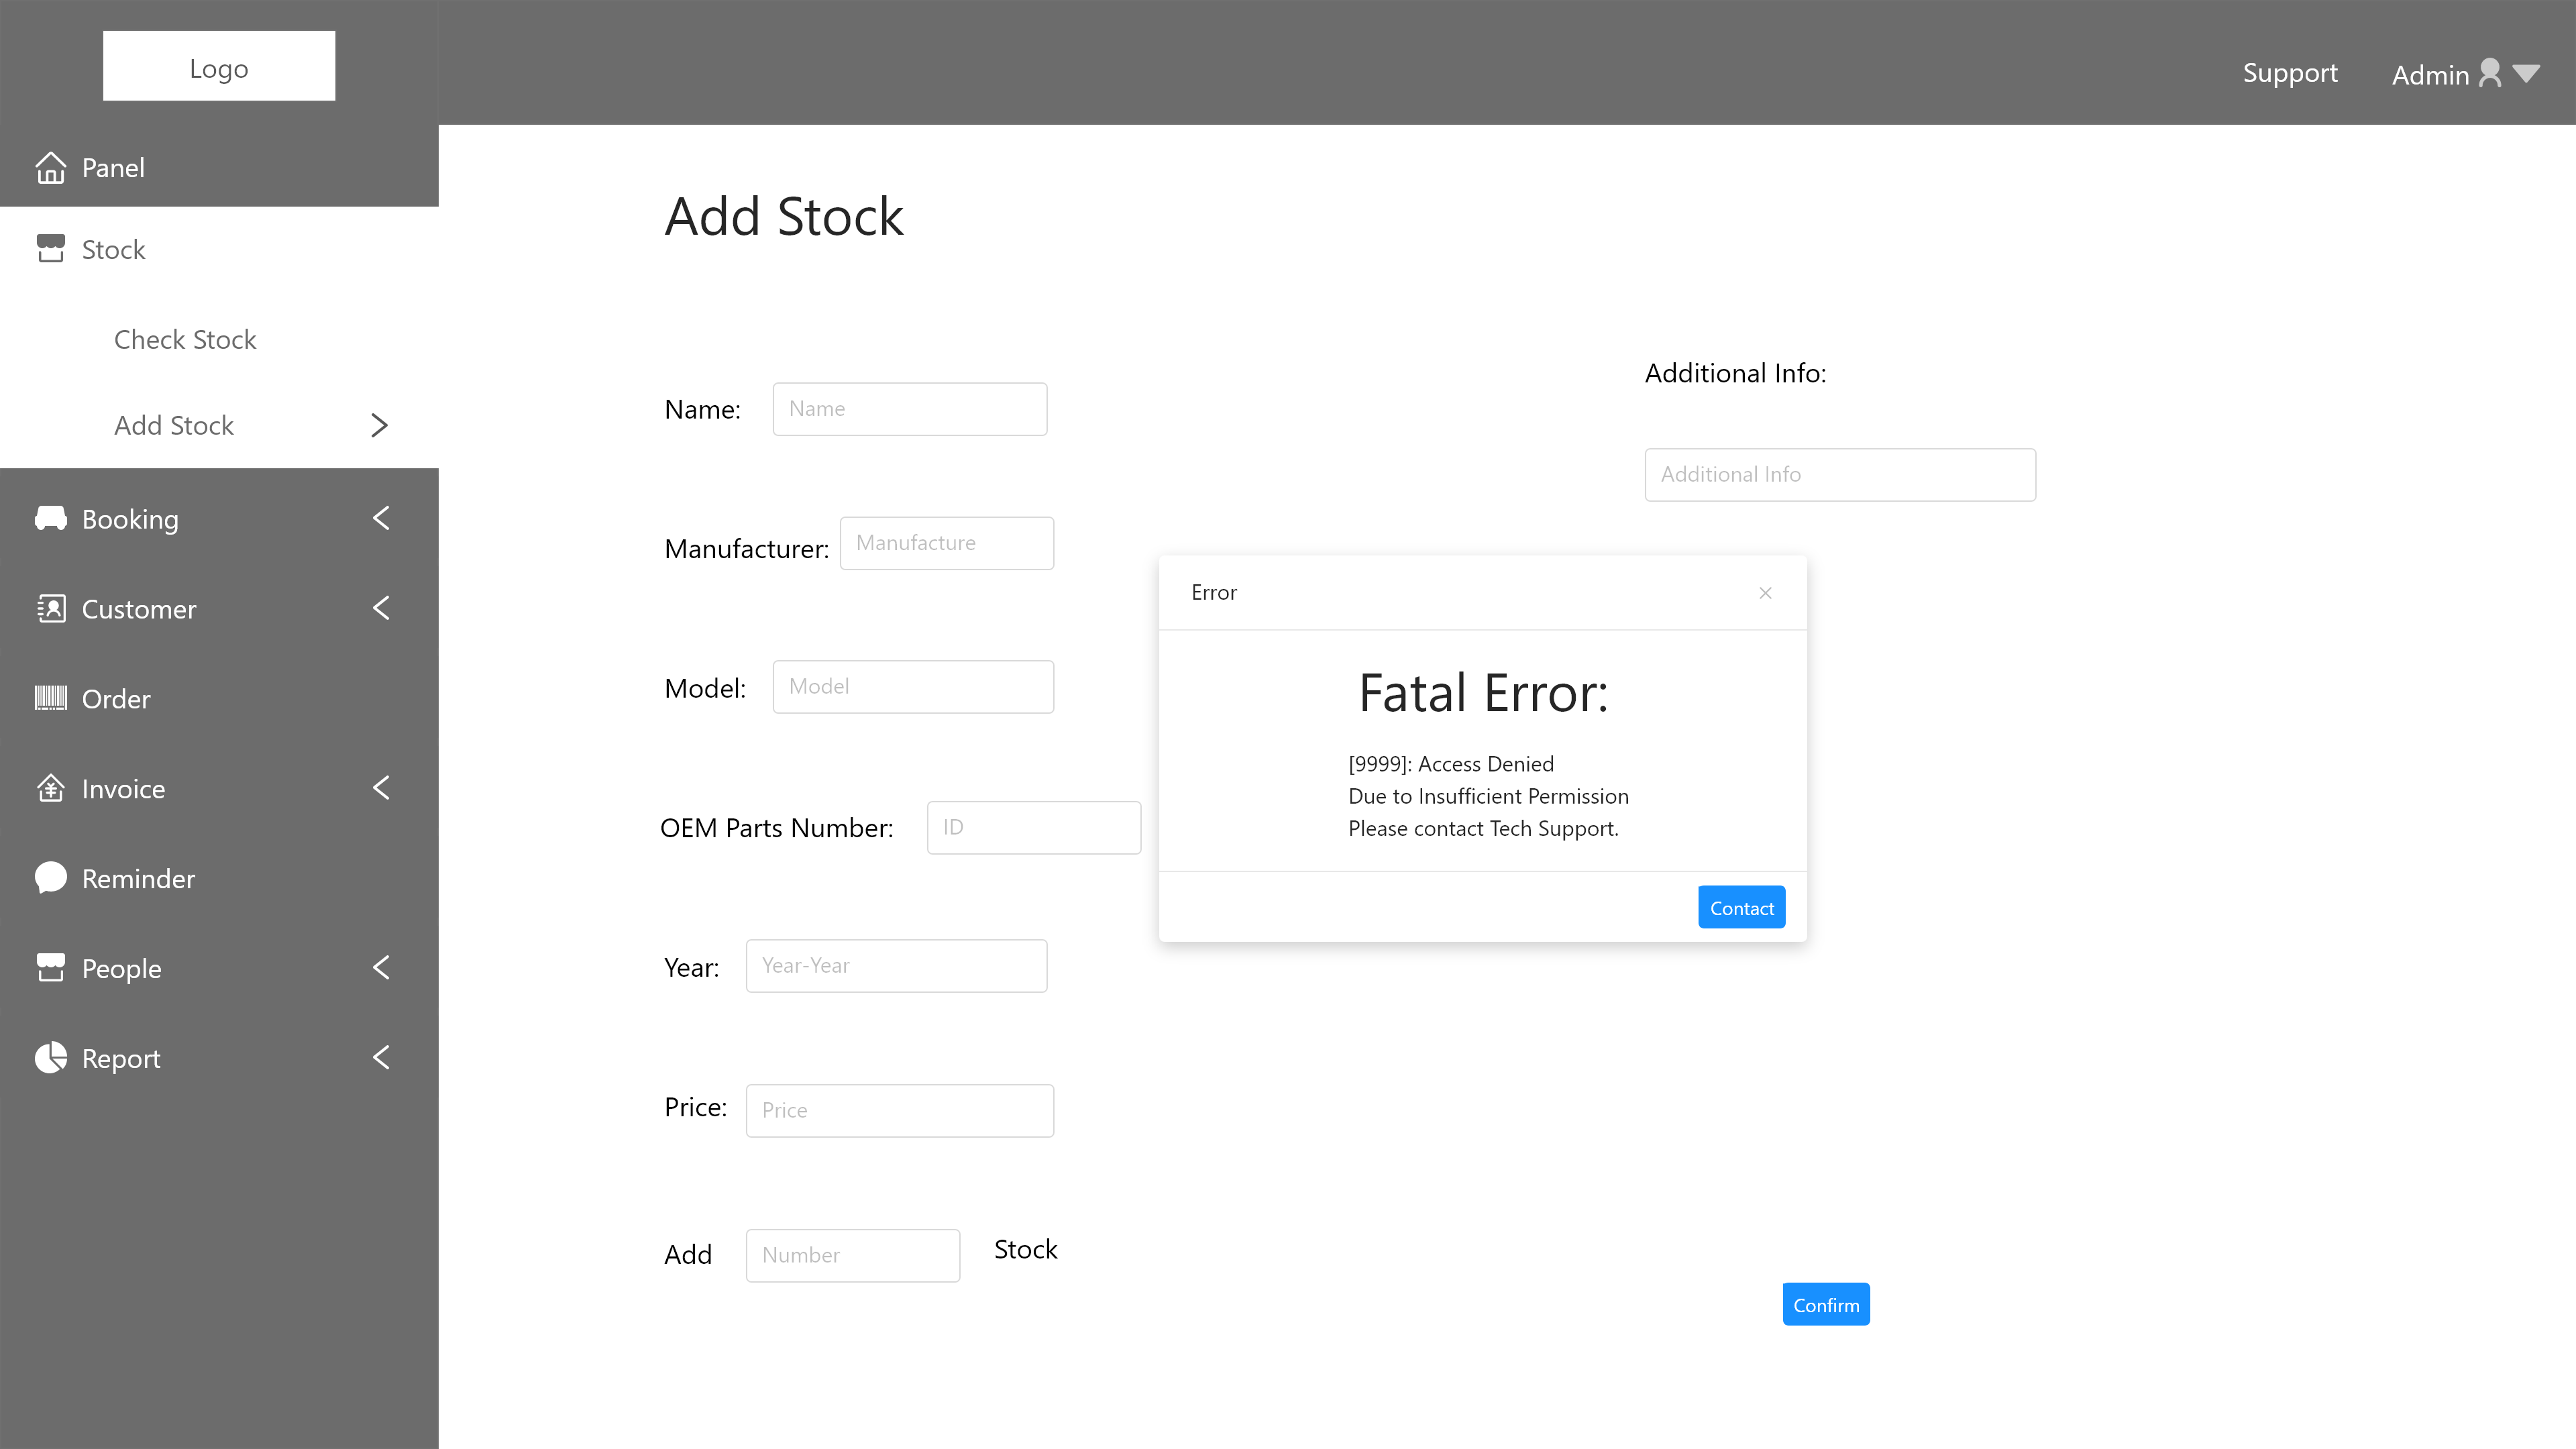 Logo
Support
Admin
Panel
Stock
Check Stock
Add Stock
Booking
Customer
Order
Invoice
Reminder
People
Report
Add Stock
Name: Name
Manufacturer: Manufacture
Model: Model
OEM Parts Number: ID
Year: Year-Year
Price: Price
Add Number Stock
Additional Info:
Additional Info
Error
Fatal Error:
[9999]: Access Denied
Due to Insufficient Permission
Please contact Tech Support.
Contact
Confirm